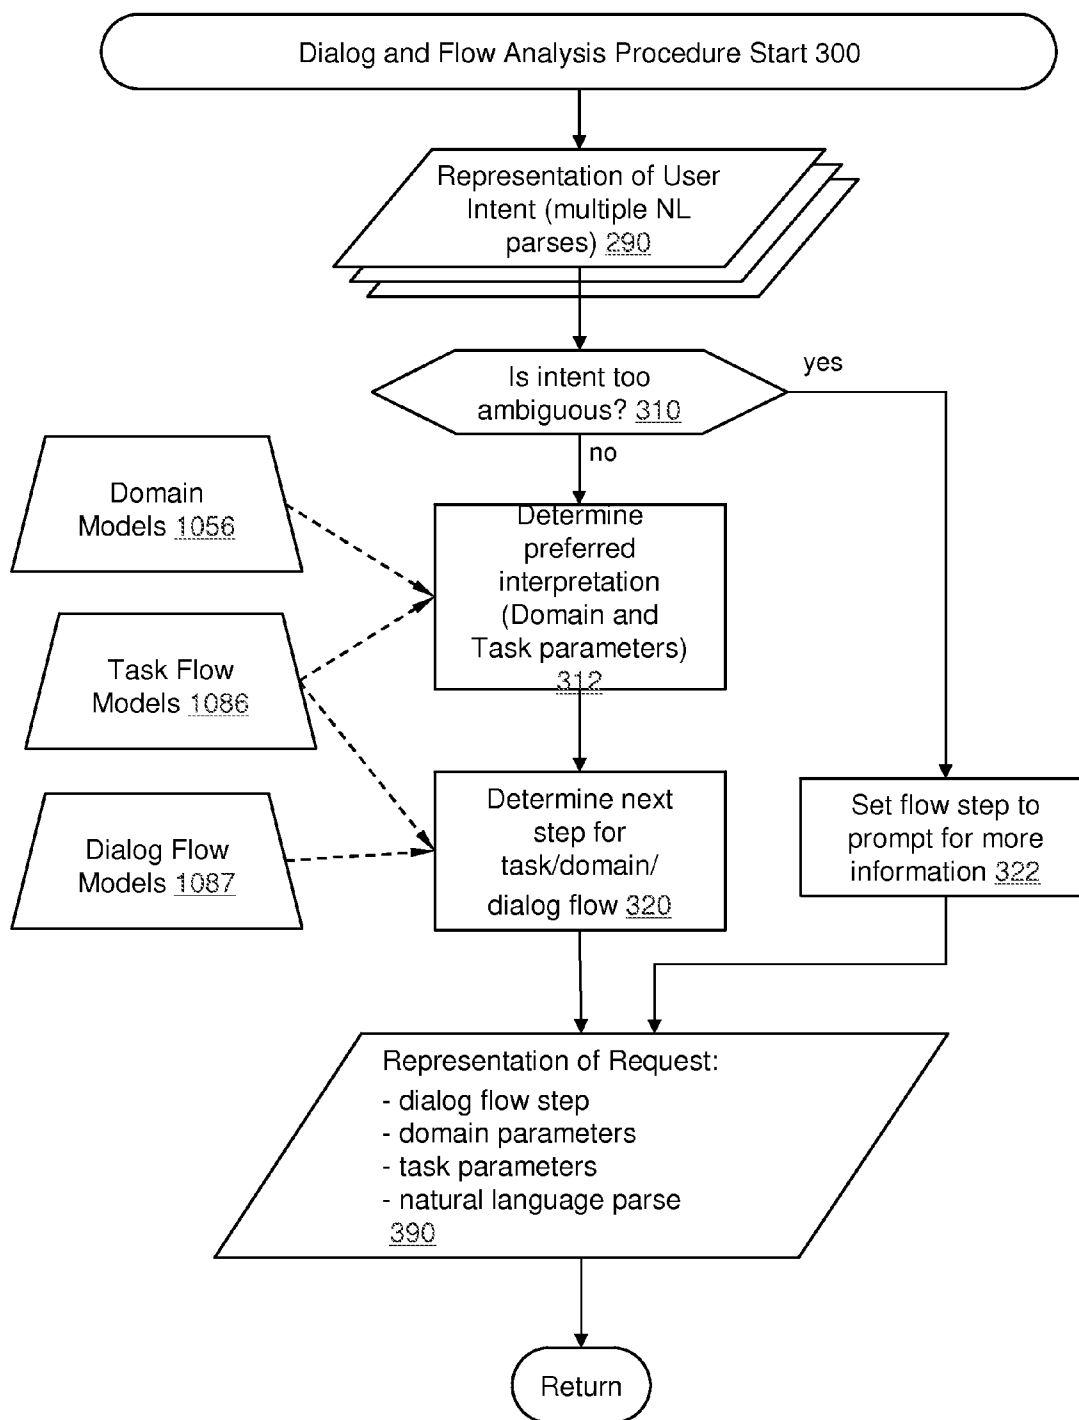 Dialog and Flow Analysis Procedure Start 300
Representation of User
Intent (multiple NL
parses) 290
Is intent too
ambiguous? 310
yes
no
Domain
Models 1056
Determine
preferred
interpretation
(Domain and
Task parameters)
312
Task Flow
Models 1086
Dialog Flow
Models 1087
Determine next
step for
task/domain/
dialog flow 320
Set flow step to
prompt for more
information 322
Representation of Request:
- dialog flow step
- domain parameters
- task parameters
- natural language parse
390
Return